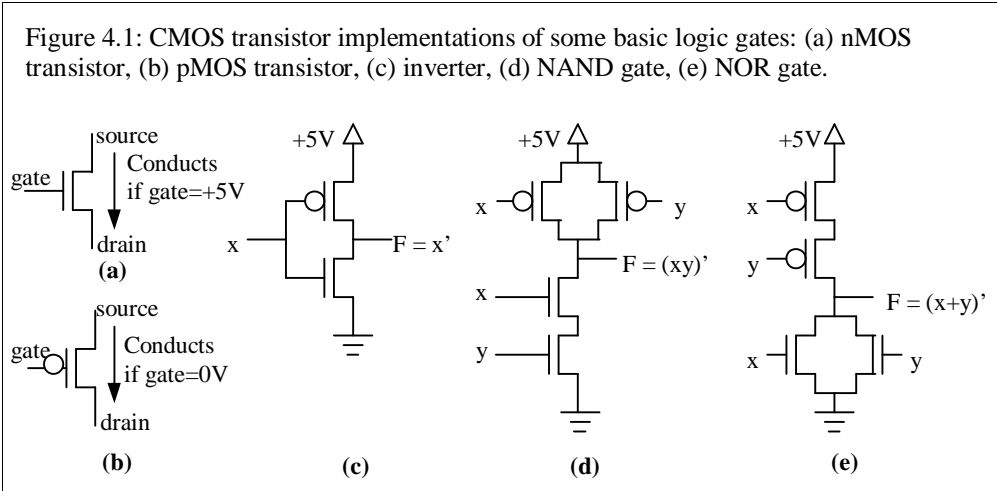 Figure 4.1: CMOS transistor implementations of some basic logic gates: (a) nMOS
transistor, (b) pMOS transistor, (c) inverter, (d) NAND gate, (e) NOR gate.
source
gate
Conducts
if gate=+5V
drain
(a)
source
gate
Conducts
if gate=0V
drain
(b)
+5V
x
F = x'
(c)
+5V
x
y
F = (xy)'
x
y
(d)
+5V
x
y
F = (x+y)'
x
y
(e)